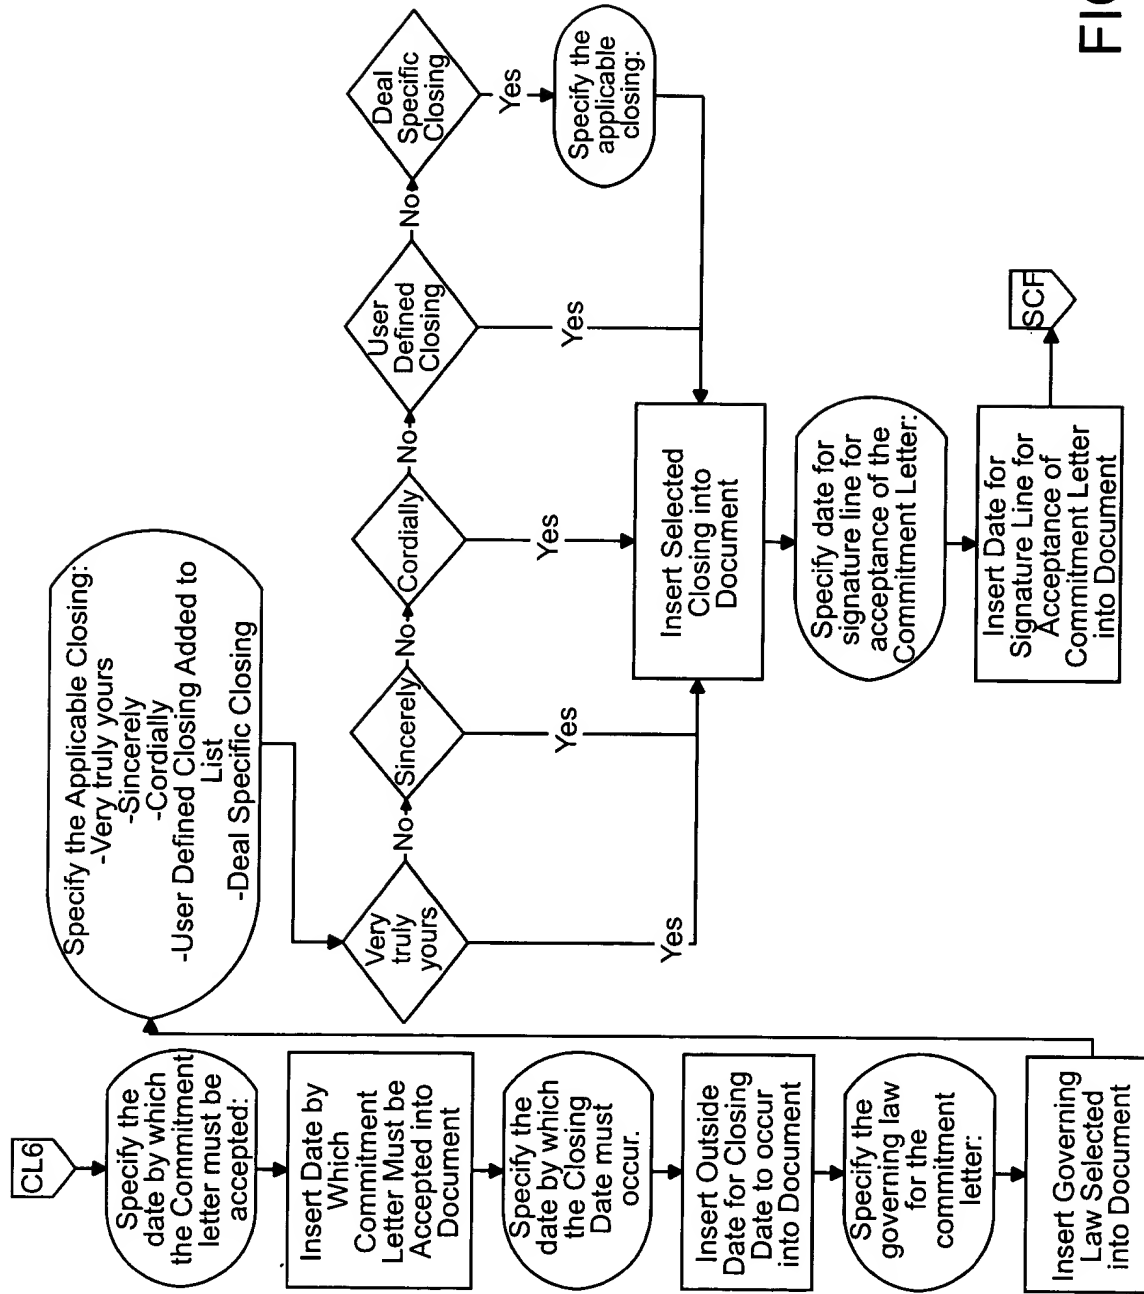 CL6
Specify the
date by which
the Commitment
letter must be
accepted:
Insert Date by
Which
Commitment
Letter Must be
Accepted into
Document
Specify the
date by which
the Closing
Date must
occur.
Insert Outside
Date for Closing
Date to occur
into Document
Specify the
governing law
for the
commitment
letter:
Insert Governing
Law Selected
into Document
Specify the Applicable Closing:
-Very truly yours
-Sincerely
-Cordially
-User Defined Closing Added to
List
-Deal Specific Closing
Very
truly
yours
No
Yes
Sincerely
No
Yes
Cordially
No
Yes
User
Defined
Closing
No
Yes
Deal
Specific
Closing
Yes
Specify the
applicable
closing:
Insert Selected
Closing into
Document
Specify date for
signature line for
acceptance of the
Commitment Letter:
Insert Date for
Signature Line for
Acceptance of
Commitment Letter
into Document
SCF